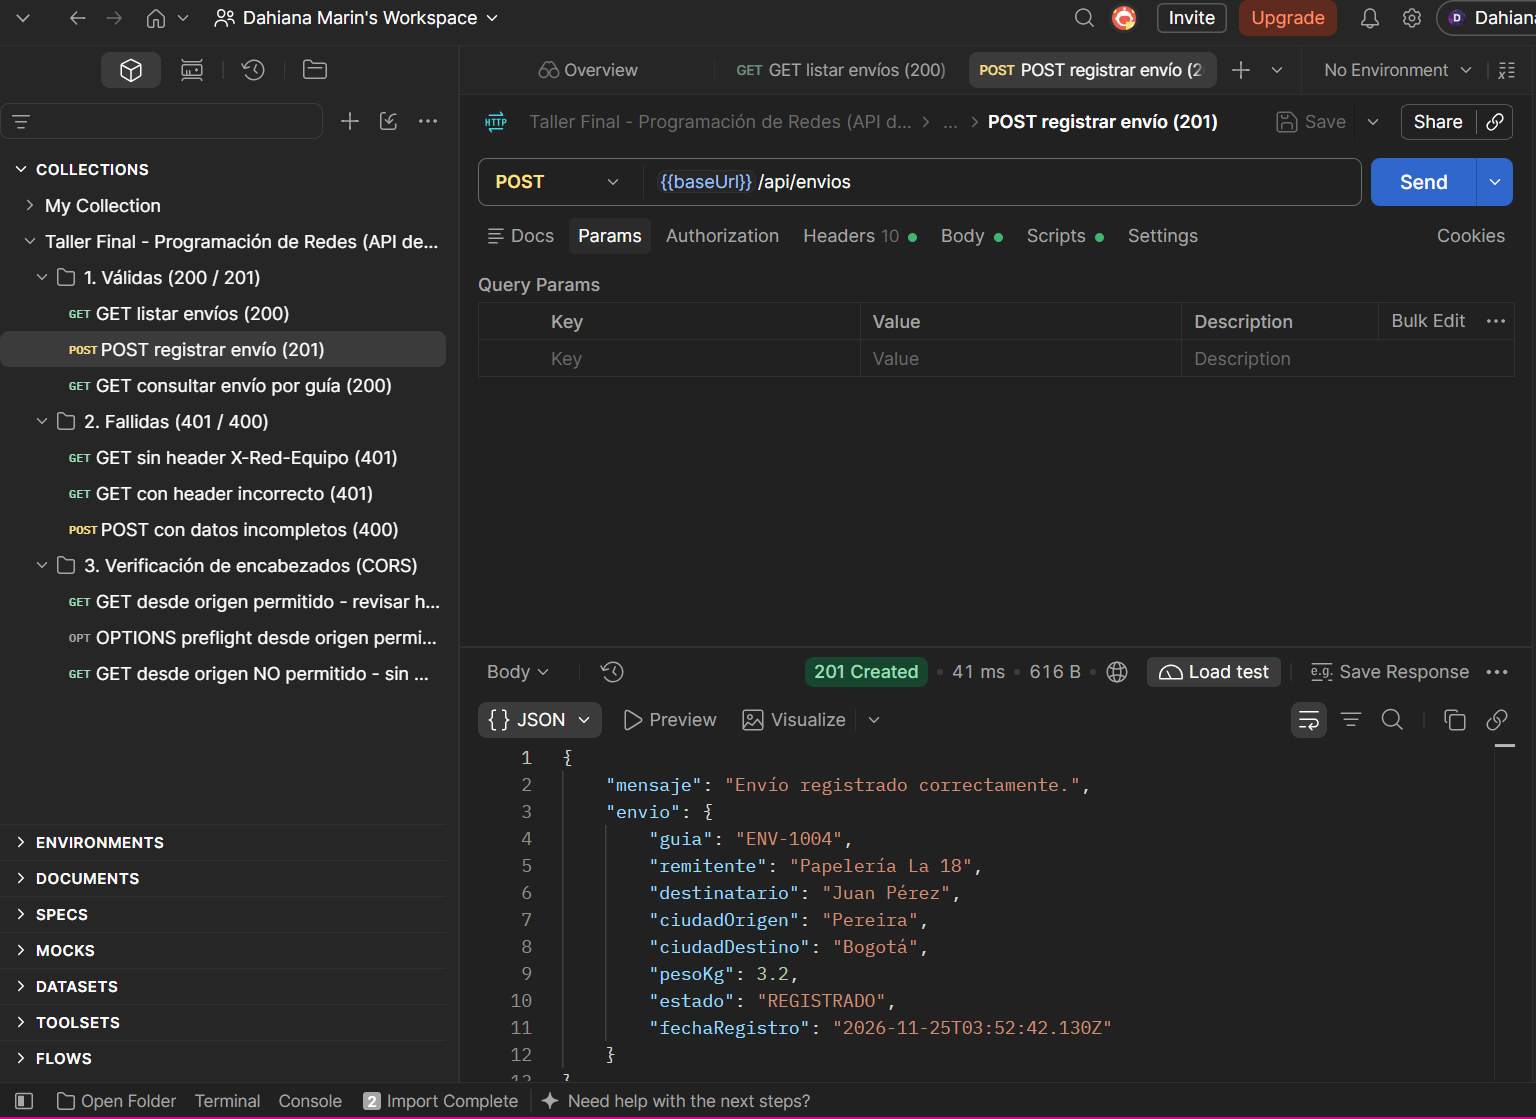 Dahiana Marin's Workspace
Invite
Upgrade
D
Dahian
Overview
GET GET listar envíos (200)
POST POST registrar envío (2
No Environment
HTTP
Taller Final - Programación de Redes (API d... > ... > POST registrar envío (201)
Save
Share
COLLECTIONS
My Collection
Taller Final - Programación de Redes (API de...
1. Válidas (200 / 201)
GET GET listar envíos (200)
POST POST registrar envío (201)
GET GET consultar envío por guía (200)
2. Fallidas (401 / 400)
GET GET sin header X-Red-Equipo (401)
GET GET con header incorrecto (401)
POST POST con datos incompletos (400)
3. Verificación de encabezados (CORS)
GET GET desde origen permitido - revisar h...
OPT OPTIONS preflight desde origen permi...
GET GET desde origen NO permitido - sin ...
ENVIRONMENTS
DOCUMENTS
SPECS
MOCKS
DATASETS
TOOLSETS
FLOWS
POST
{{baseUrl}} /api/envios
Send
Docs
Params
Authorization
Headers 10
Body
Scripts
Settings
Cookies
Query Params
Key Value Description Bulk Edit
Key Value Description
Body
201 Created
41 ms
616 B
Load test
e.g. Save Response
{} JSON
Preview
Visualize
1 {
2 "mensaje": "Envío registrado correctamente.",
3 "envio": {
4 "guia": "ENV-1004",
5 "remitente": "Papelería La 18",
6 "destinatario": "Juan Pérez",
7 "ciudadOrigen": "Pereira",
8 "ciudadDestino": "Bogotá",
9 "pesoKg": 3.2,
10 "estado": "REGISTRADO",
11 "fechaRegistro": "2026-11-25T03:52:42.130Z"
12 }
13 }
Open Folder
Terminal
Console
2 Import Complete
Need help with the next steps?